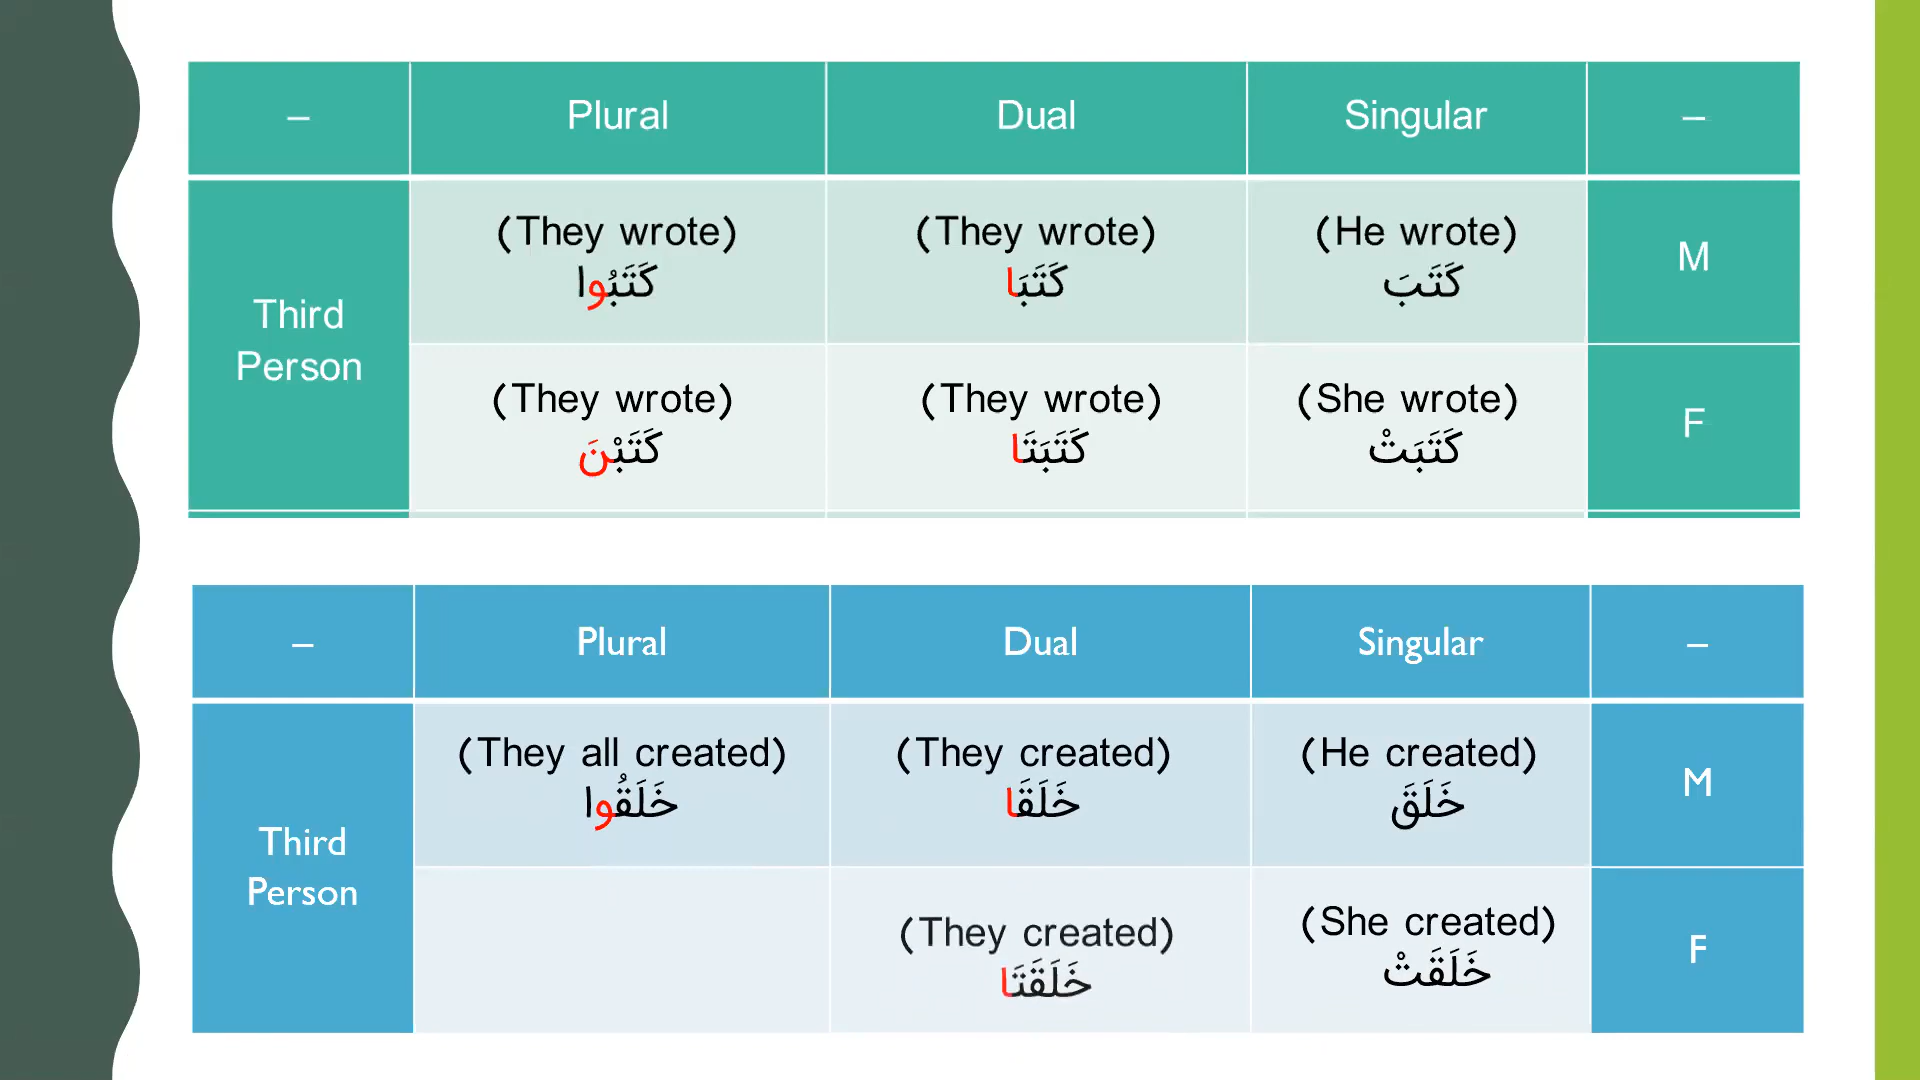 – Plural Dual Singular –
(They wrote) (They wrote) (He wrote)
كَتَبُوا كَتَبَا كَتَبَ
M
Third
Person
(They wrote) (They wrote) (She wrote)
كَتَبْنَ كَتَبَتَا كَتَبَتْ
F
– Plural Dual Singular –
(They all created) (They created) (He created)
خَلَقُوا خَلَقَا خَلَقَ
M
Third
Person
(They created) (She created)
خَلَقَتَا خَلَقَتْ
F